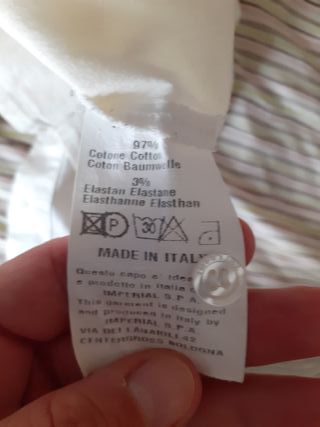 97%
Cotone Cotton
Coton Baumwolle
3%
Elastan Elastane
Elasthanne Elasthan
P 30
MADE IN ITALY
Questo capo e' idea
e prodotto in Italia d
IMPERIAL S.P.A.
This garment is designed
and produced in Italy by
IMPERIAL S.P.A.
VIA DEI LANAIOLI 42
CENTERGROSS BOLOGNA